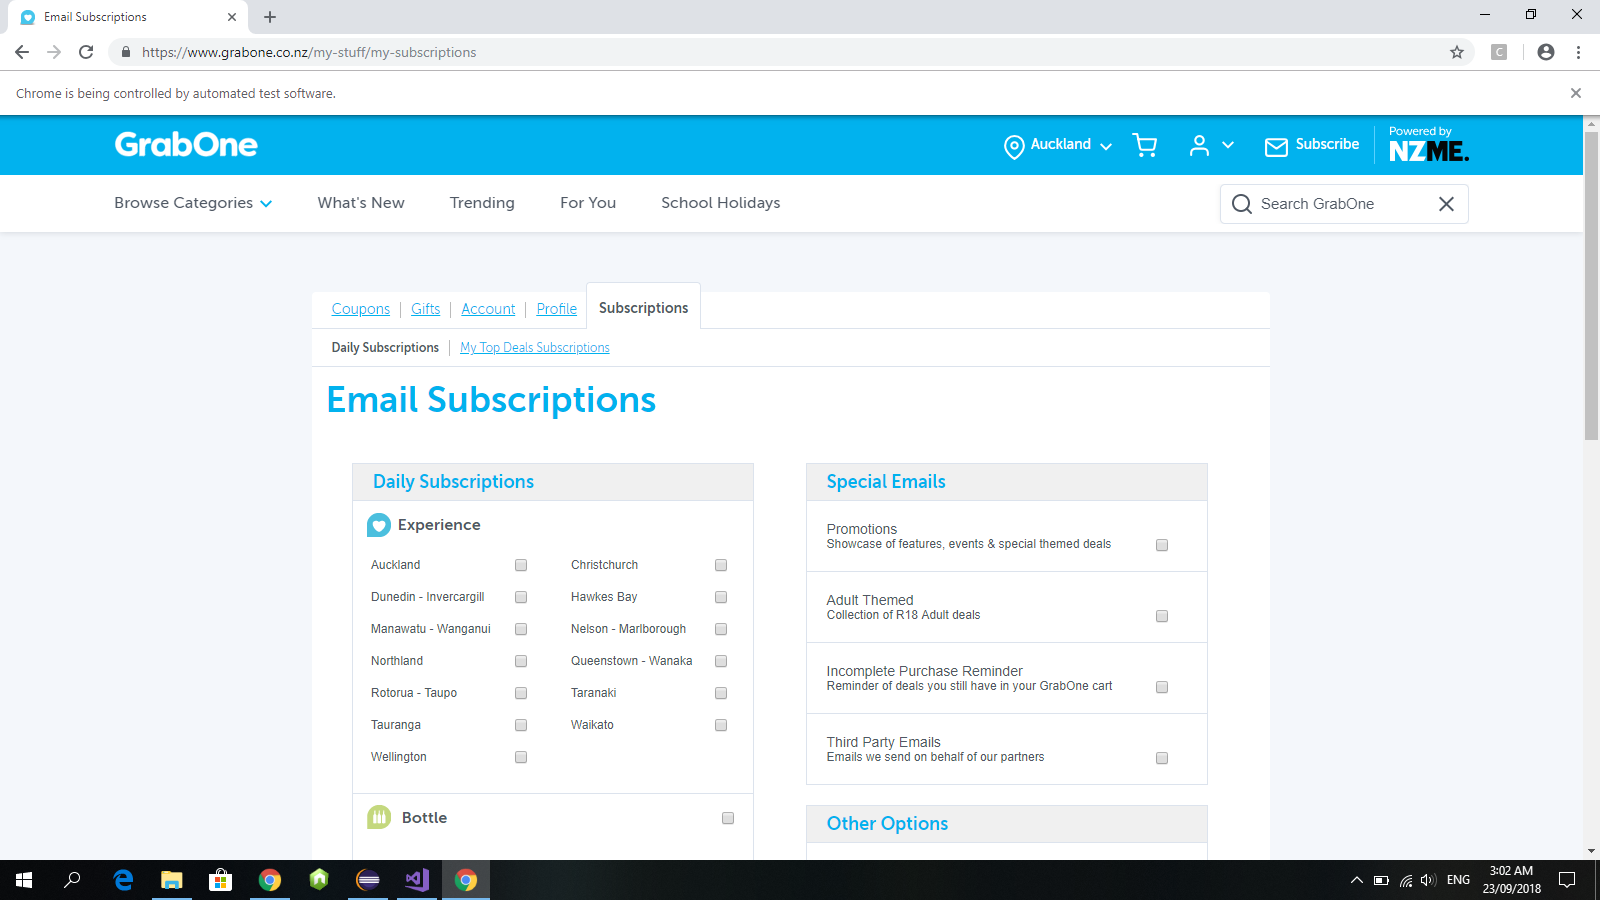 Email Subscriptions
https://www.grabone.co.nz/my-stuff/my-subscriptions
C
Chrome is being controlled by automated test software.
GrabOne
Auckland
Subscribe
Powered by
NZME.
Browse Categories
What's New
Trending
For You
School Holidays
Search GrabOne
Coupons | Gifts | Account | Profile
Subscriptions
Daily Subscriptions | My Top Deals Subscriptions
Email Subscriptions
Daily Subscriptions
Experience
Auckland
Christchurch
Dunedin - Invercargill
Hawkes Bay
Manawatu - Wanganui
Nelson - Marlborough
Northland
Queenstown - Wanaka
Rotorua - Taupo
Taranaki
Tauranga
Waikato
Wellington
Bottle
Special Emails
Promotions
Showcase of features, events & special themed deals
Adult Themed
Collection of R18 Adult deals
Incomplete Purchase Reminder
Reminder of deals you still have in your GrabOne cart
Third Party Emails
Emails we send on behalf of our partners
Other Options
ENG
3:02 AM
23/09/2018